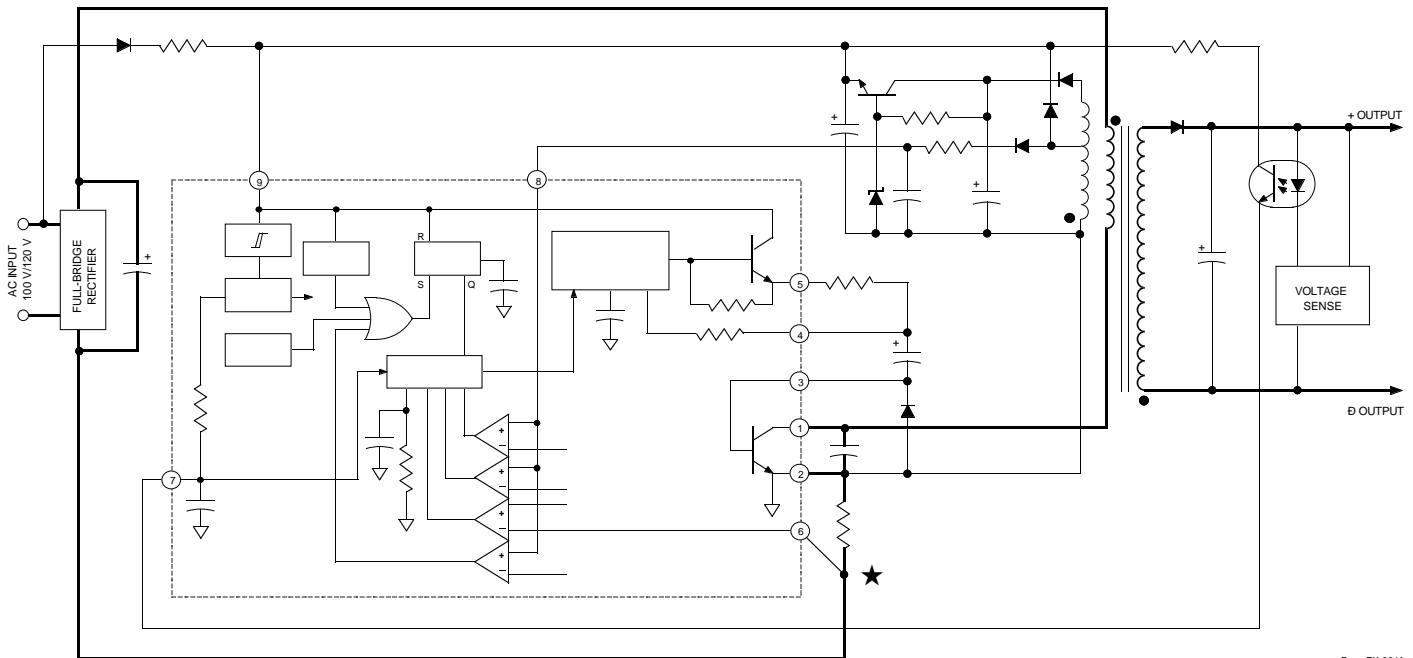 + OUTPUT
9
8
+
+
AC INPUT
100 V/120 V
FULL-BRIDGE
RECTIFIER
+
R
S
Q
5
+
VOLTAGE
SENSE
4
+
3
Ð OUTPUT
1
+
–
2
+
–
7
+
–
6
+
–
★